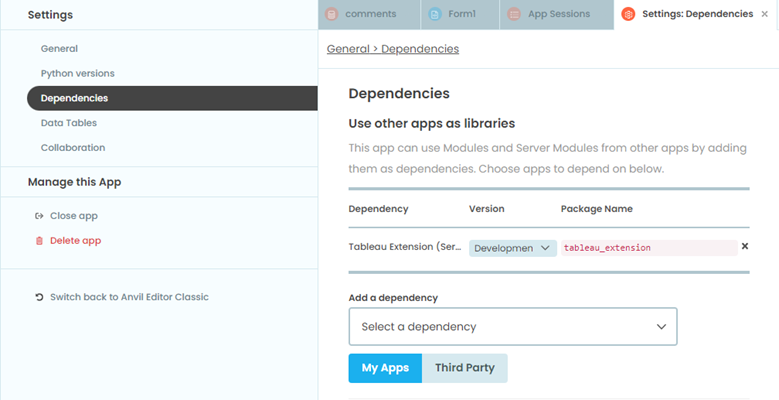 Settings
General
Python versions
Dependencies
Data Tables
Collaboration
Manage this App
Close app
Delete app
Switch back to Anvil Editor Classic
comments
Form1
App Sessions
Settings: Dependencies
General > Dependencies
Dependencies
Use other apps as libraries
This app can use Modules and Server Modules from other apps by adding
them as dependencies. Choose apps to depend on below.
Dependency Version Package Name
Tableau Extension (Ser... Developmen tableau_extension
Add a dependency
Select a dependency
My Apps Third Party